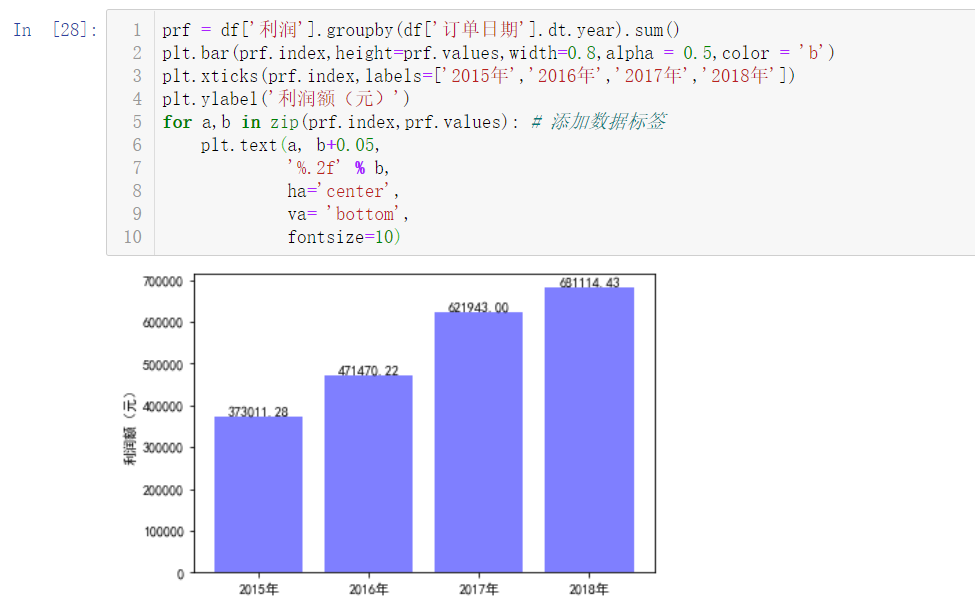 In [28]:
1 prf = df['利润'].groupby(df['订单日期'].dt.year).sum()
2 plt.bar(prf.index,height=prf.values,width=0.8,alpha = 0.5,color = 'b')
3 plt.xticks(prf.index,labels=['2015年','2016年','2017年','2018年'])
4 plt.ylabel('利润额（元）')
5 for a,b in zip(prf.index,prf.values): # 添加数据标签
6     plt.text(a, b+0.05,
7              '%.2f' % b,
8              ha='center',
9              va= 'bottom',
10              fontsize=10)
700000
600000
500000
400000
300000
200000
100000
0
利润额（元）
373011.28
471470.22
621943.00
681114.43
2015年
2016年
2017年
2018年